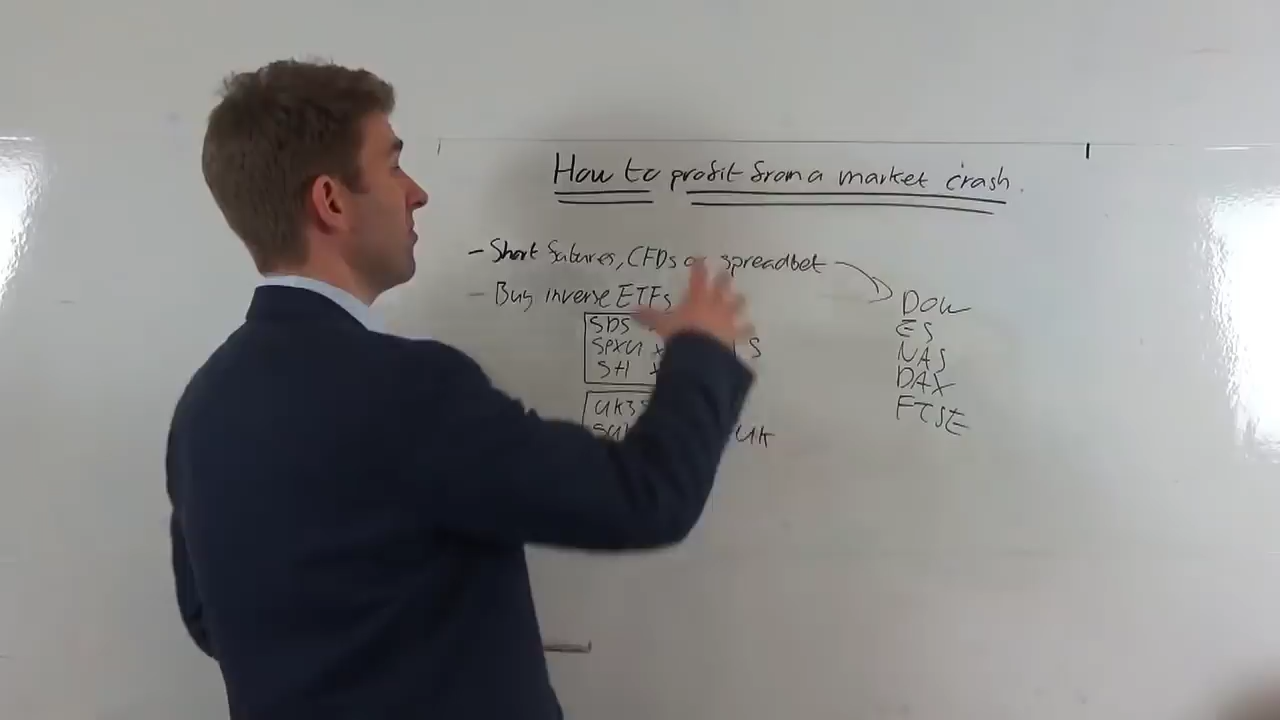 How to profit from a market crash.
- Short futures, CFDs or spreadbet
- Buy inverse ETFs
SDS
SPXU x
SH x
S
UK3S
UK
DOW
ES
NAS
DAX
FTSE